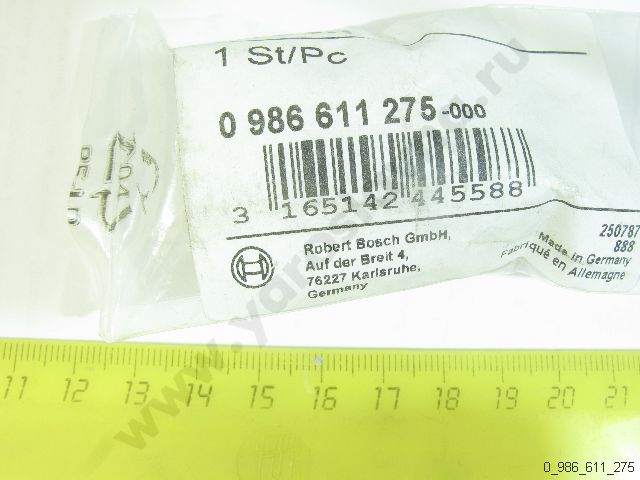 1 St/Pc
0 986 611 275-000
3 165142 445588
Robert Bosch GmbH,
Auf der Breit 4,
76227 Karlsruhe,
Germany
250787
888
Made in Germany
Fabriqué en Allemagne
11 12 13 14 15 16 17 18 19 20 21
0_986_611_275